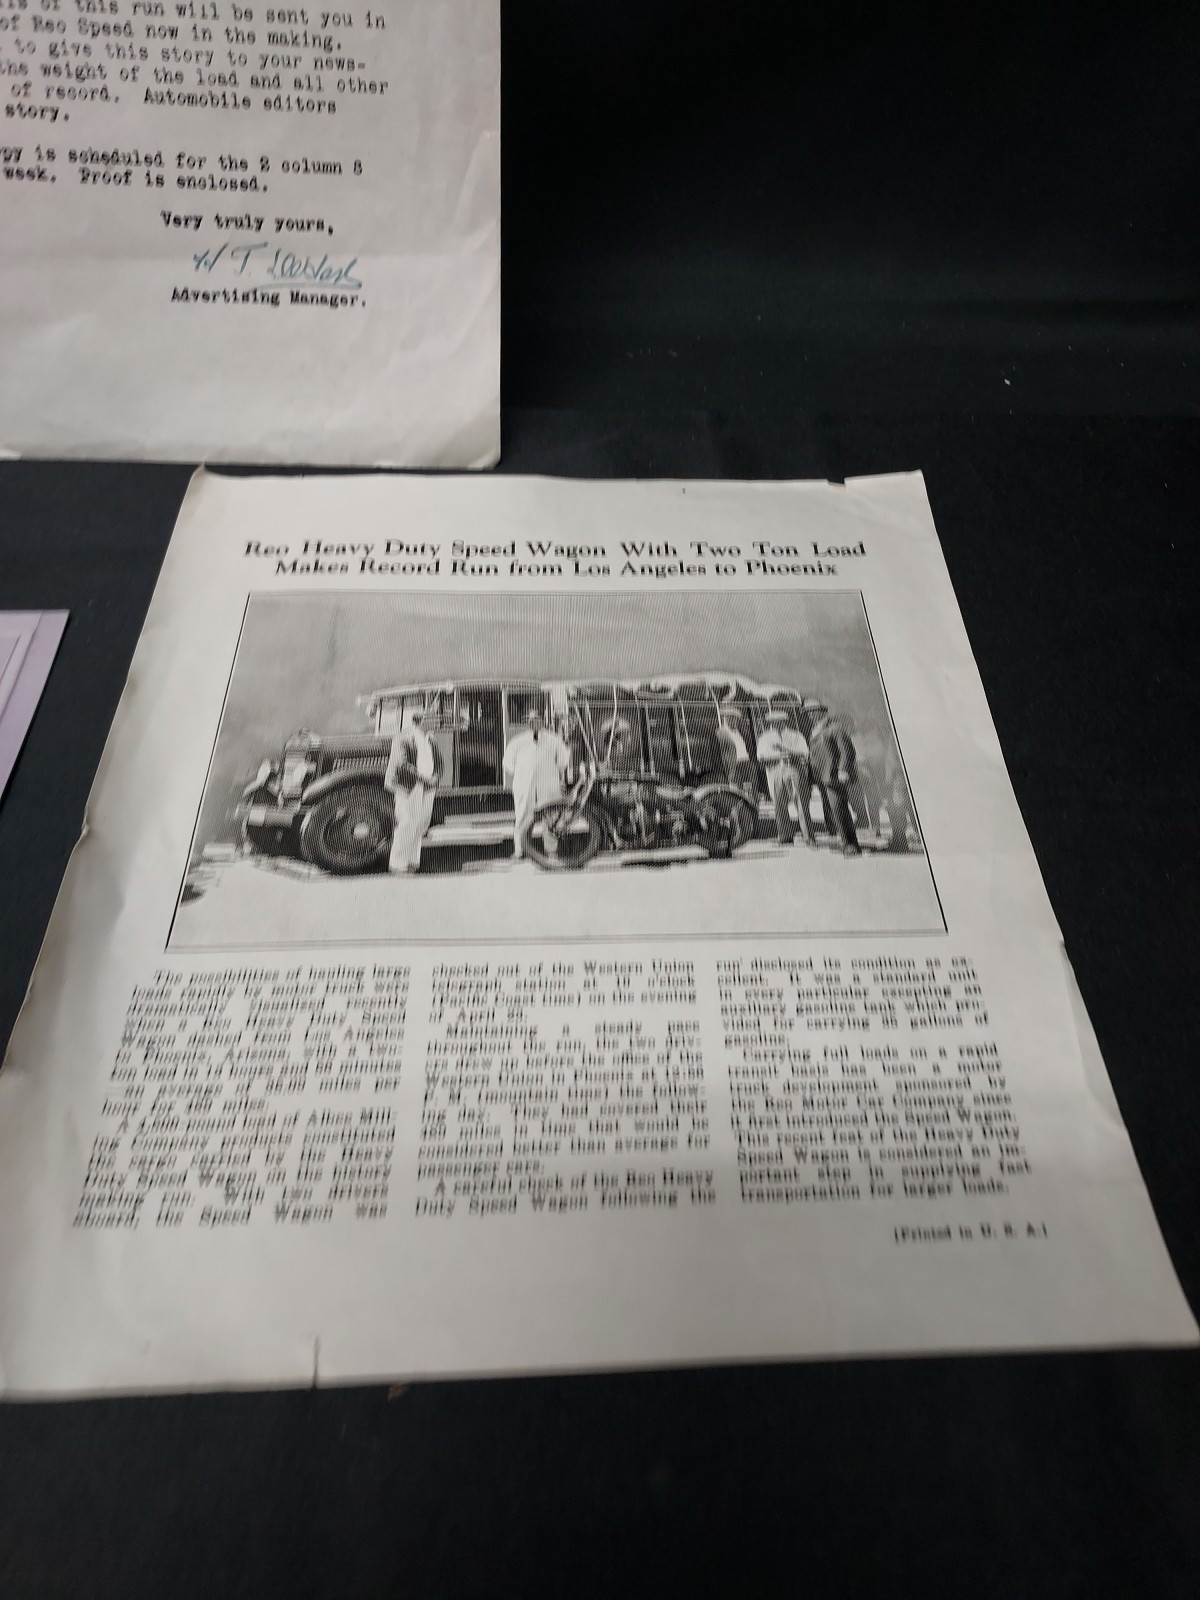 of this run will be sent you in
of Reo Speed now in the making.
to give this story to your news-
the weight of the load and all other
of record. Automobile editors
story.
is scheduled for the 2 column 8
week. Proof is enclosed.
Very truly yours,
Advertising Manager.
Reo Heavy Duty Speed Wagon With Two Ton Load
Makes Record Run from Los Angeles to Phoenix
The possibilities of hauling large
loads rapidly by motor truck were
dramatically visualized recently
when a Reo Heavy Duty Speed
Wagon dashed from Los Angeles
to Phoenix, Arizona, with a two-
ton load in hours and minutes
—an average of miles per
hour for miles.
A pound load of Albers Mill-
ing Company products constituted
the cargo carried by the Heavy
Duty Speed Wagon on the history
making run. With two drivers
aboard, the Speed Wagon was
checked out of the Western Union
telegraph station at 10 o'clock
(Pacific Coast time) on the evening
of April
Maintaining a steady pace
throughout the run, the two driv-
ers drew up before the office of the
Western Union in Phoenix at
P. M. (mountain time) the follow-
ing day. They had covered their
miles in time that would be
considered better than average for
passenger cars.
A careful check of the Reo Heavy
Duty Speed Wagon following the
run disclosed its condition as ex-
cellent. It was a standard unit
in every particular excepting an
auxiliary gasoline tank which pro-
vided for carrying gallons of
gasoline.
Carrying full loads on a rapid
transit basis has been a motor
truck development sponsored by
the Reo Motor Car Company since
it first introduced the Speed Wagon.
This recent feat of the Heavy Duty
Speed Wagon is considered an im-
portant step in supplying fast
transportation for larger loads.
(Printed in U. S. A.)